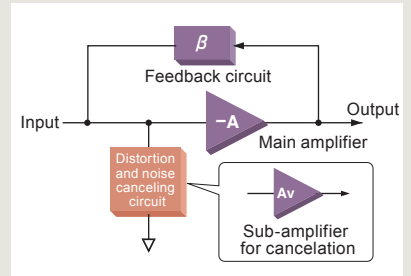 β
Feedback circuit
Input
−A
Output
Main amplifier
Distortion
and noise
canceling
circuit
Av
Sub-amplifier
for cancelation